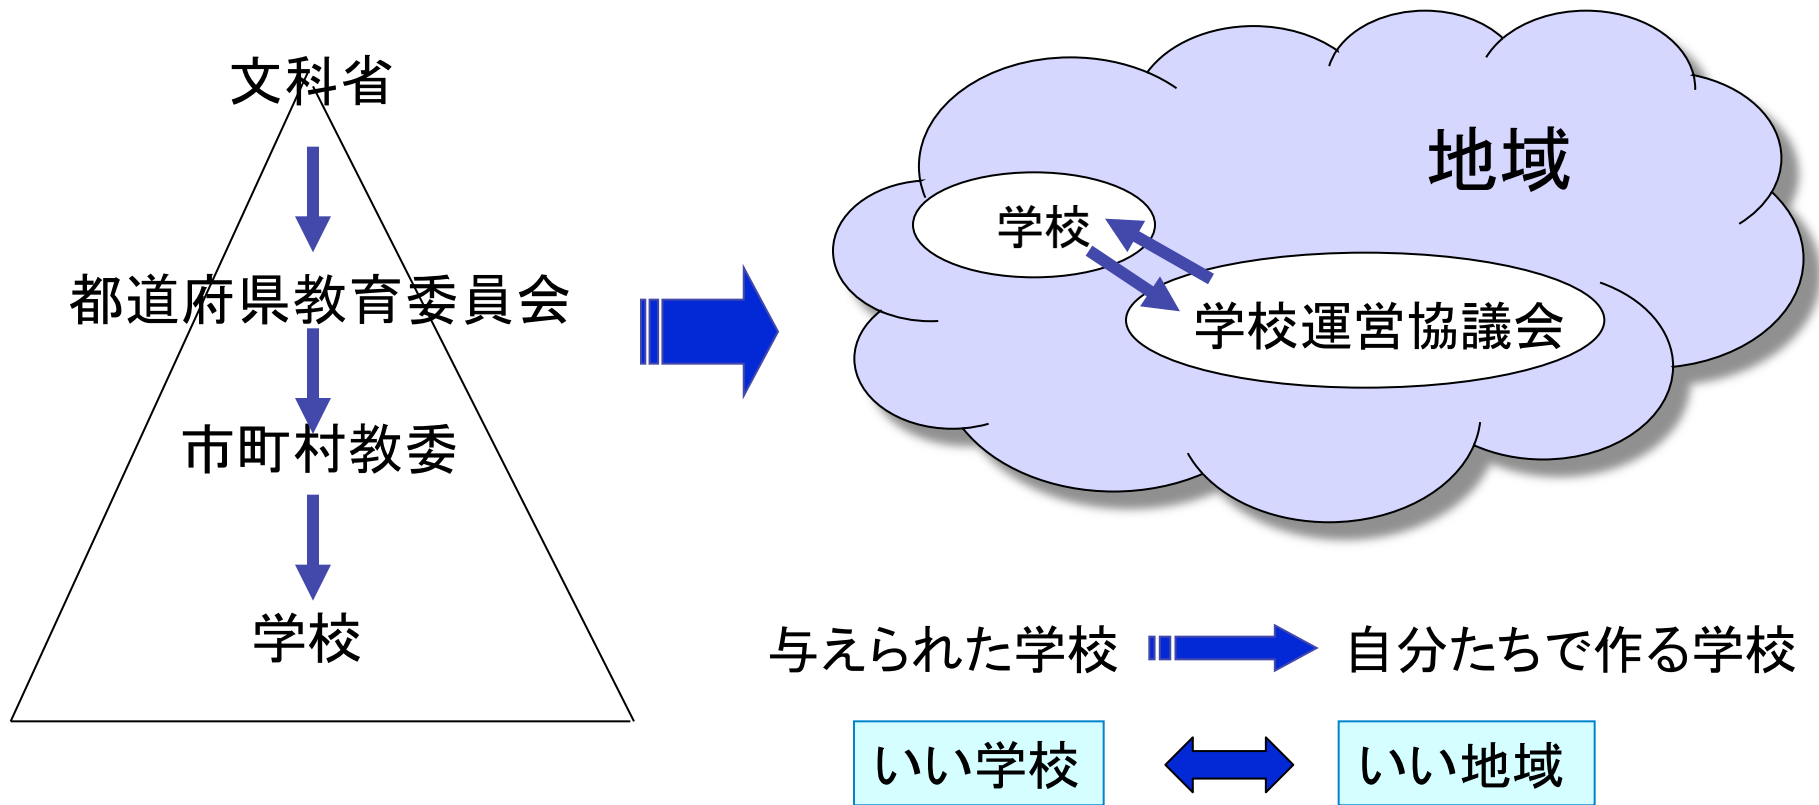 文科省
都道府県教育委員会
市町村教委
学校
地域
学校
学校運営協議会
与えられた学校
自分たちで作る学校
いい学校
いい地域